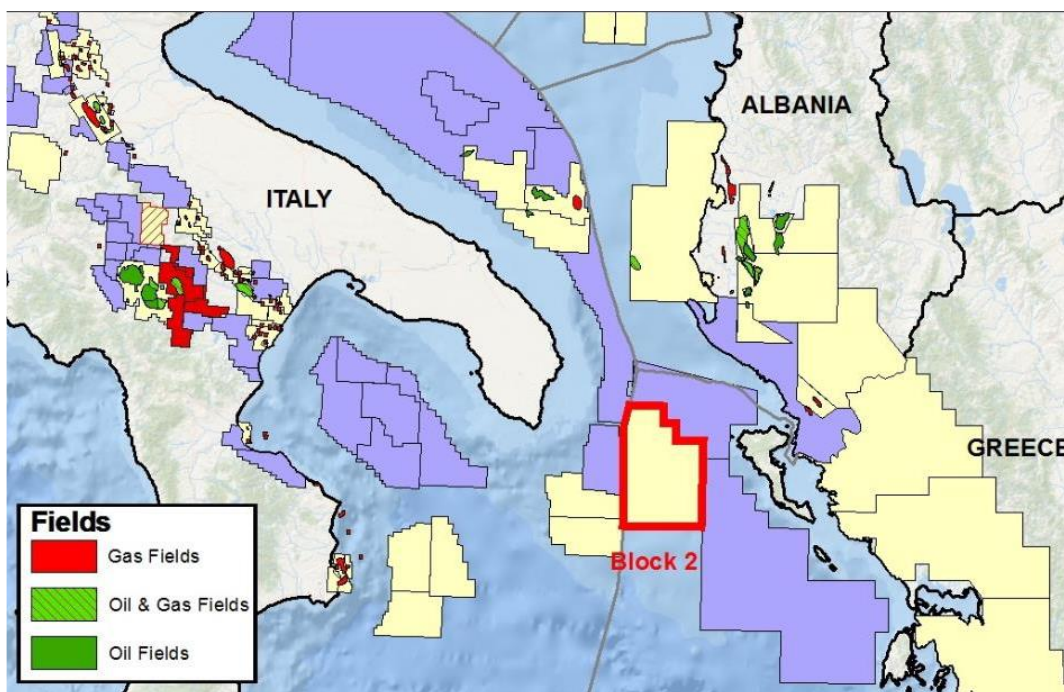 ALBANIA
ITALY
GREECE
Block 2
Fields
Gas Fields
Oil & Gas Fields
Oil Fields